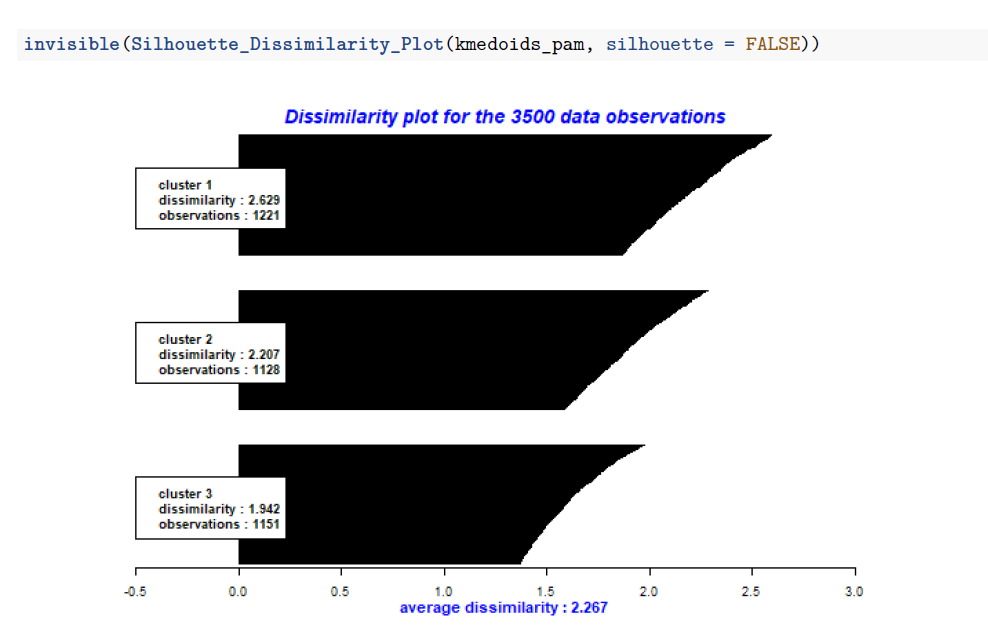 invisible(Silhouette_Dissimilarity_Plot(kmedoids_pam, silhouette = FALSE))
Dissimilarity plot for the 3500 data observations
cluster 1
dissimilarity : 2.629
observations : 1221
cluster 2
dissimilarity : 2.207
observations : 1128
cluster 3
dissimilarity : 1.942
observations : 1151
-0.5 0.0 0.5 1.0 1.5 2.0 2.5 3.0
average dissimilarity : 2.267